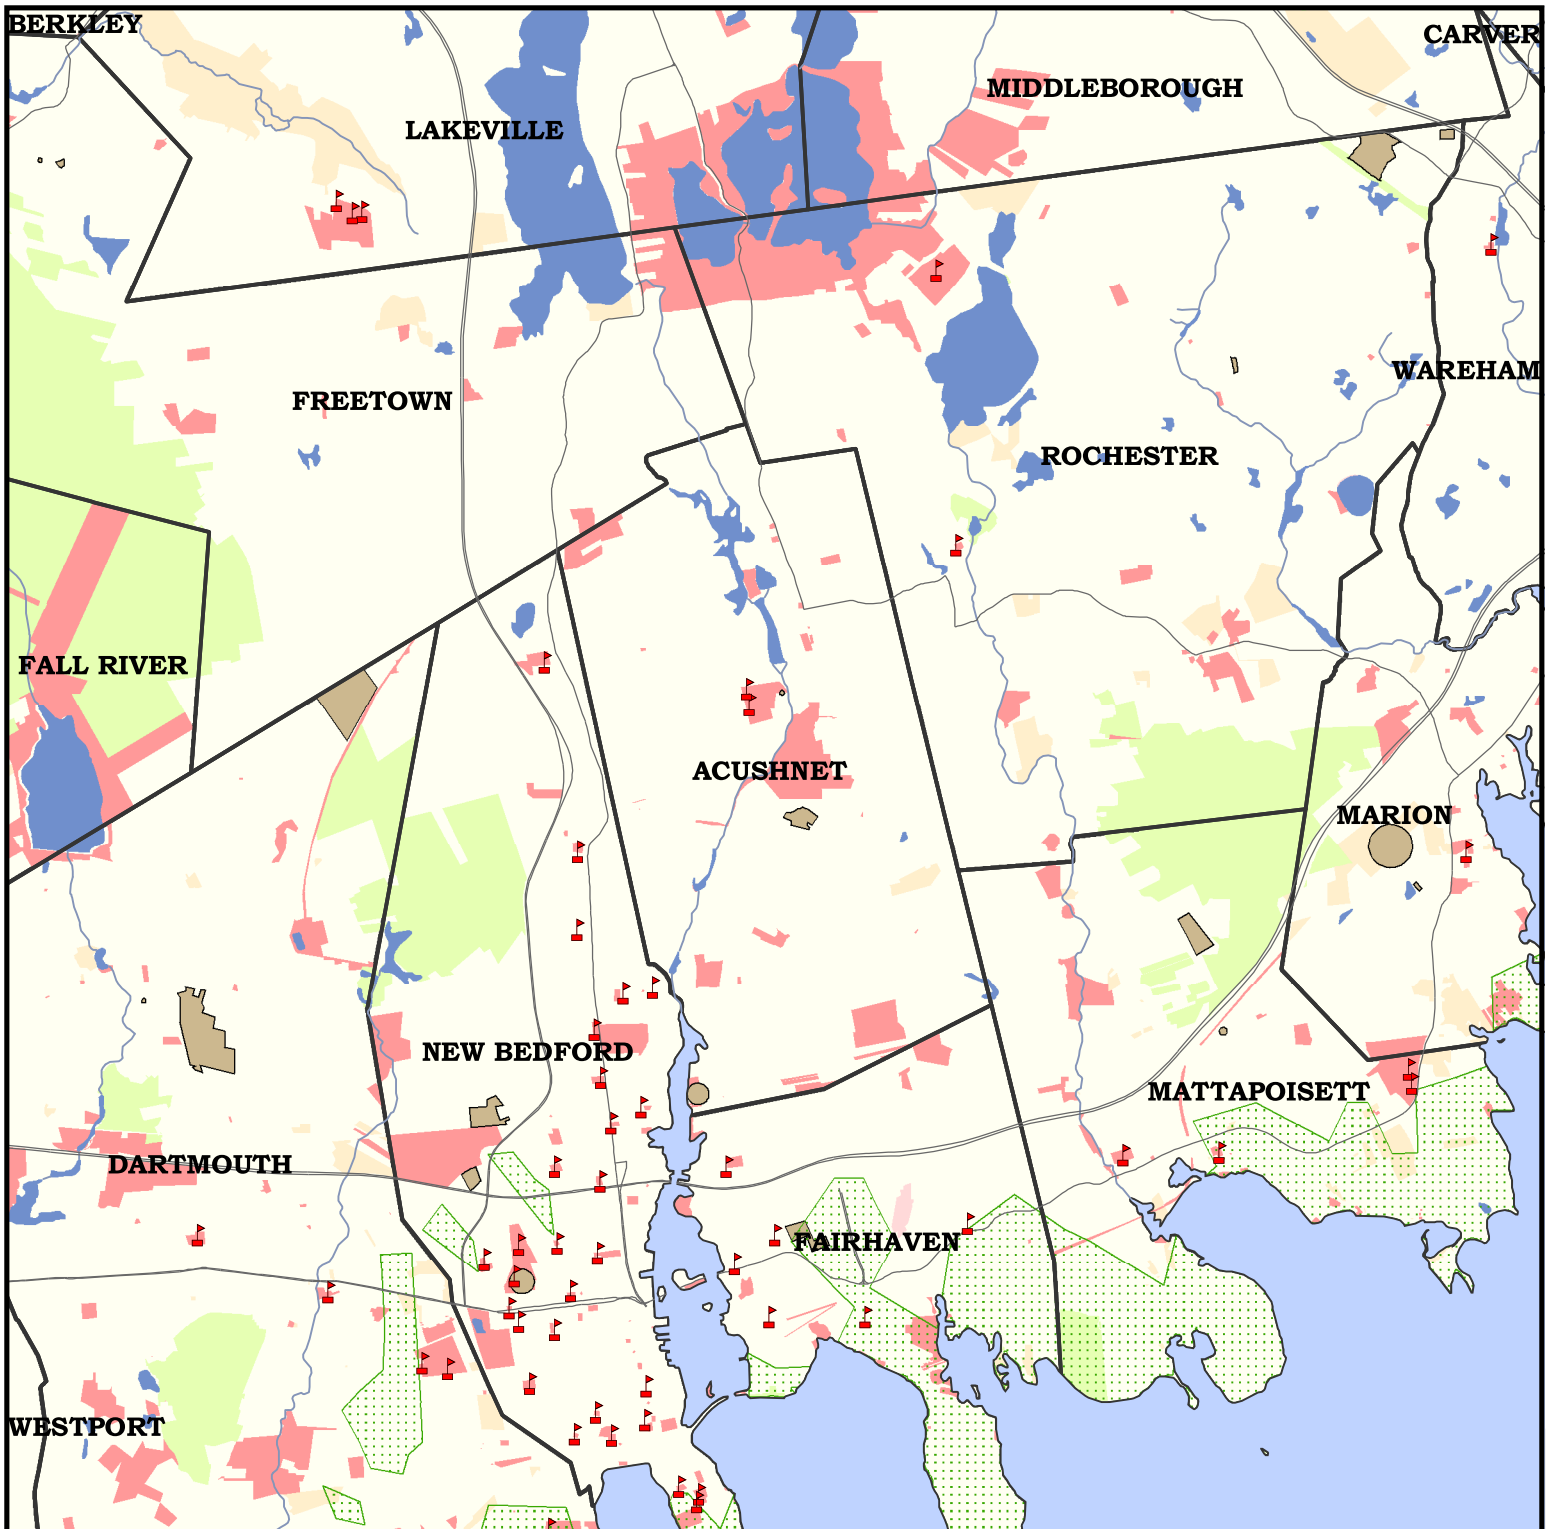 BERKLEY
CARVER
MIDDLEBOROUGH
LAKEVILLE
WAREHAM
FREETOWN
ROCHESTER
FALL RIVER
ACUSHNET
MARION
NEW BEDFORD
MATTAPOISETT
DARTMOUTH
FAIRHAVEN
WESTPORT